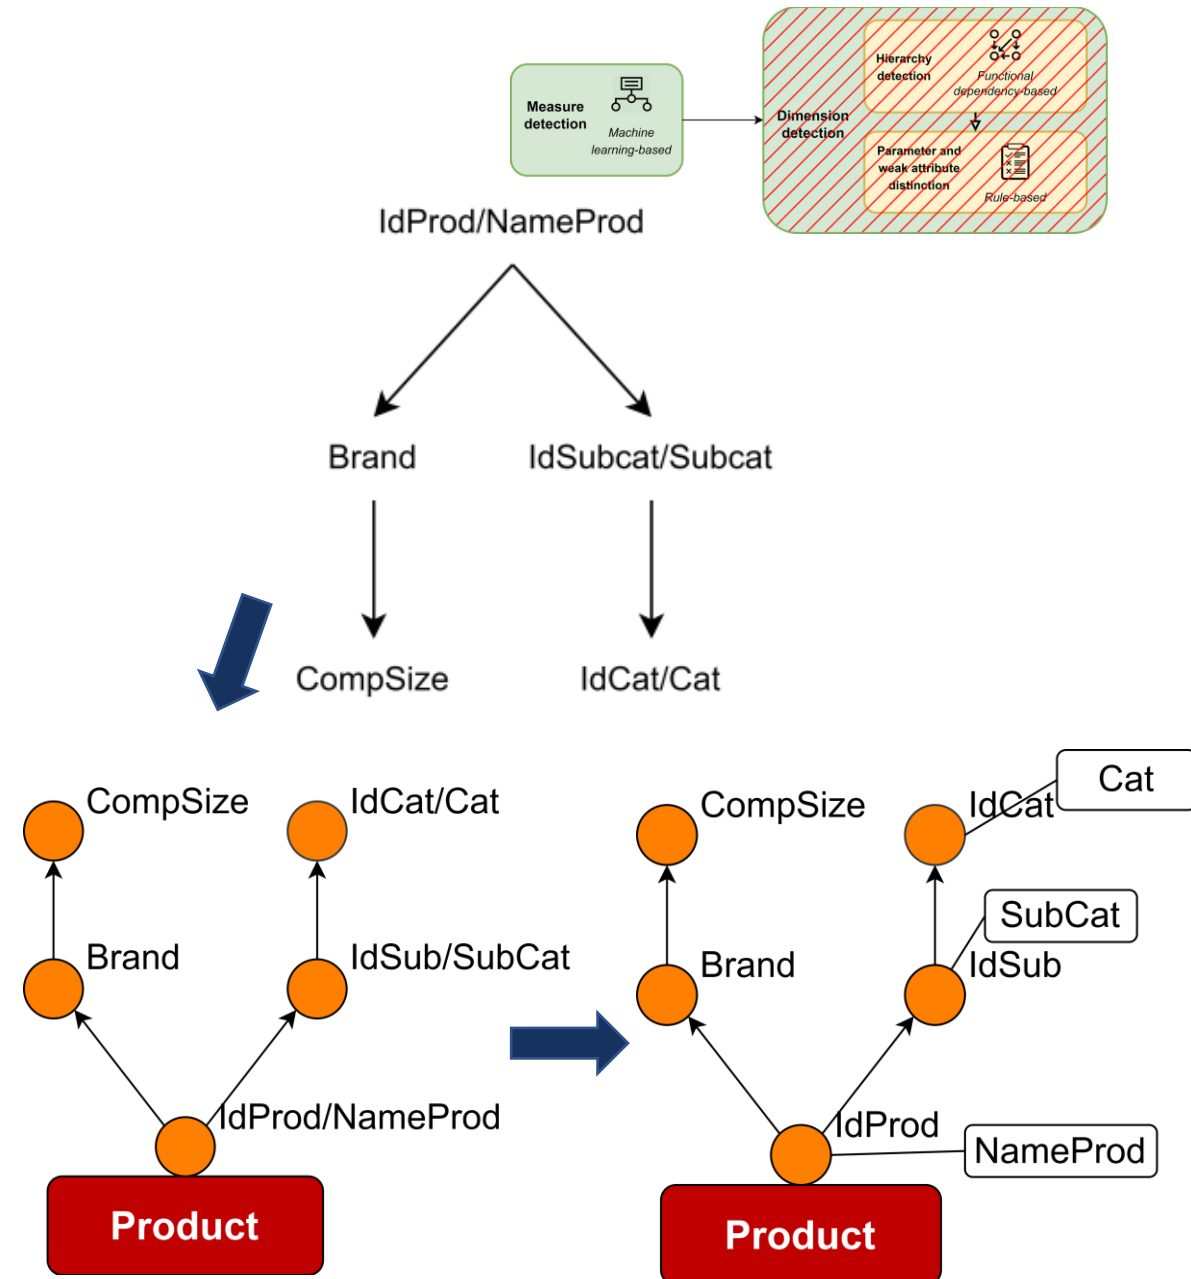 Measure
detection
Machine
learning-based
Dimension
detection
Hierarchy
detection
Functional
dependency-based
Parameter and
weak attribute
distinction
Rule-based
IdProd/NameProd
Brand
IdSubcat/Subcat
CompSize
IdCat/Cat
CompSize
IdCat/Cat
Brand
IdSub/SubCat
IdProd/NameProd
Product
CompSize
IdCat
Cat
SubCat
Brand
IdSub
IdProd
NameProd
Product